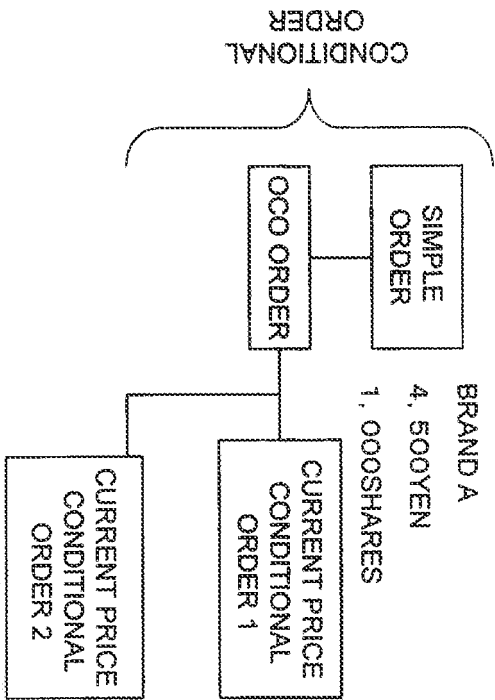 CONDITIONAL
ORDER
SIMPLE
ORDER
BRAND A
4, 500YEN
1, 000SHARES
OCO ORDER
CURRENT PRICE
CONDITIONAL
ORDER 1
CURRENT PRICE
CONDITIONAL
ORDER 2